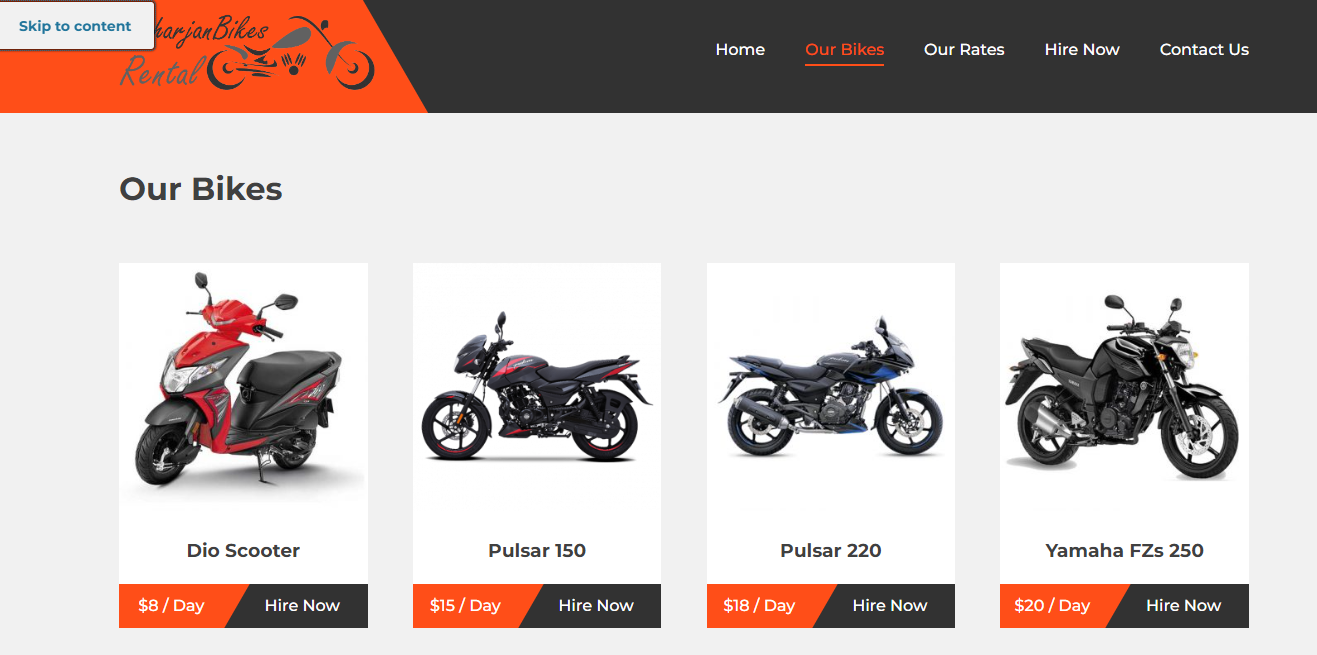 Skip to content
harjanBikes
Rental
Home
Our Bikes
Our Rates
Hire Now
Contact Us
Our Bikes
Dio Scooter
Pulsar 150
Pulsar 220
Yamaha FZs 250
$8 / Day
Hire Now
$15 / Day
Hire Now
$18 / Day
Hire Now
$20 / Day
Hire Now